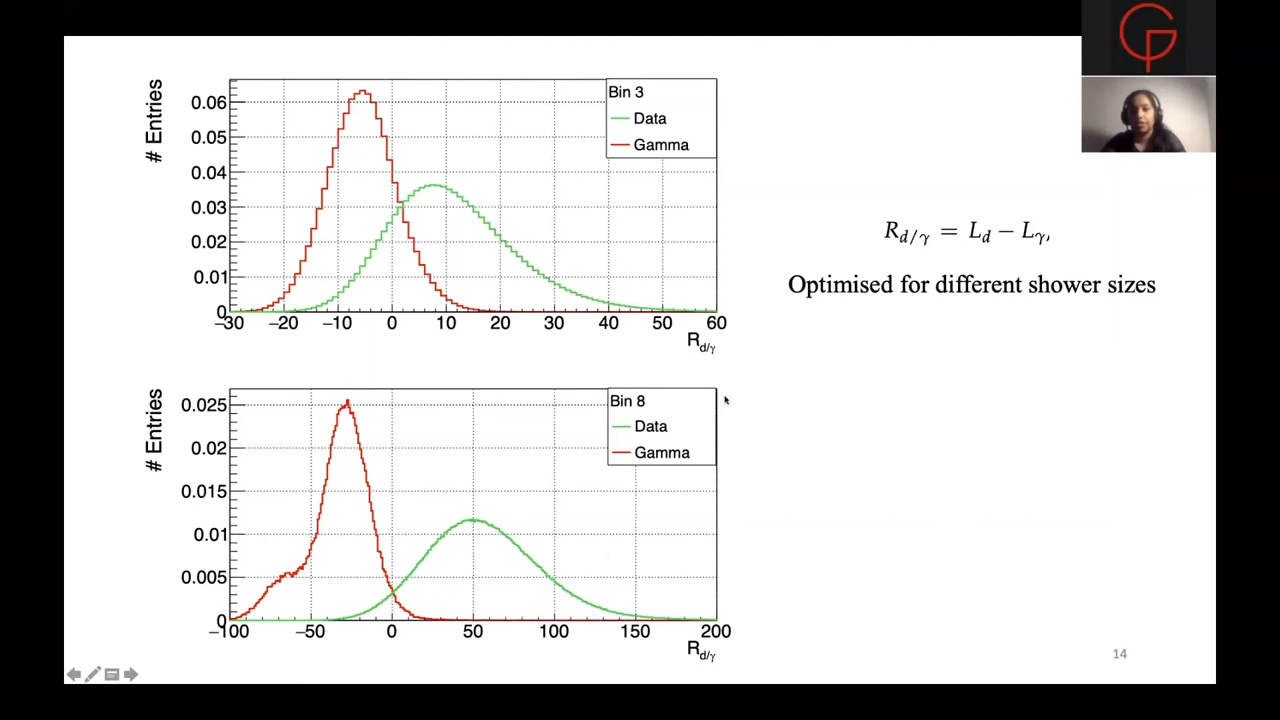 # Entries
Bin 3
Data
Gamma
0.06
0.05
0.04
0.03
0.02
0.01
0
−30 −20 −10 0 10 20 30 40 50 60
R_d/γ
R_d/γ = L_d − L_γ,
Optimised for different shower sizes
# Entries
Bin 8
Data
Gamma
0.025
0.02
0.015
0.01
0.005
0
−100 −50 0 50 100 150 200
R_d/γ
14